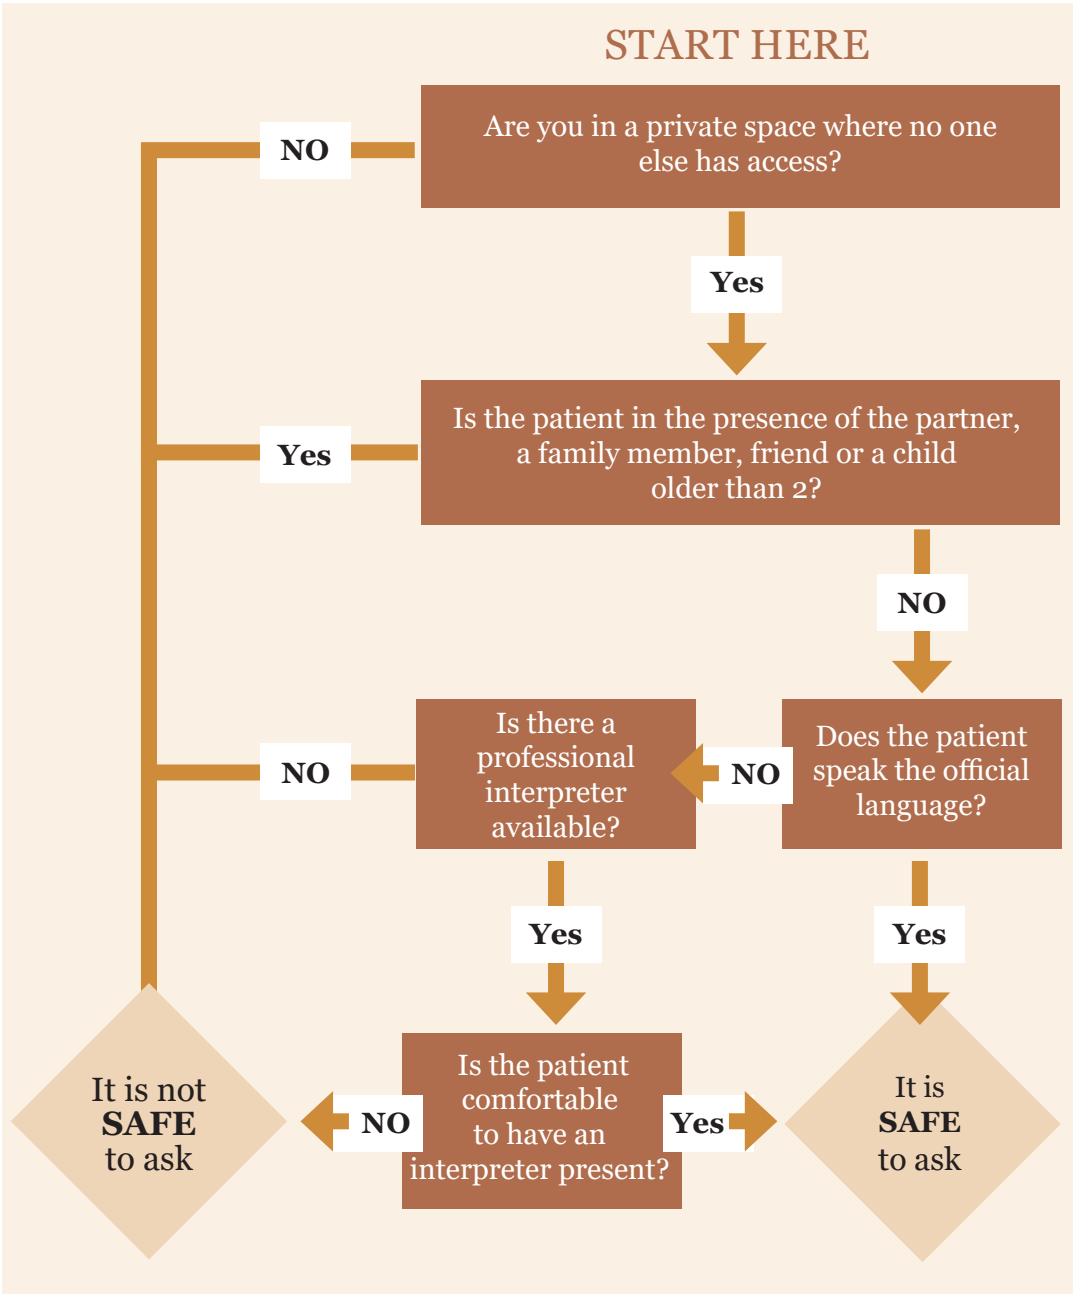 START HERE
Are you in a private space where no one
else has access?
NO
Yes
Is the patient in the presence of the partner,
a family member, friend or a child
older than 2?
Yes
NO
Does the patient
speak the official
language?
NO
Is there a
professional
interpreter
available?
NO
Yes
Yes
Is the patient
comfortable
to have an
interpreter present?
NO
Yes
It is not
SAFE
to ask
It is
SAFE
to ask